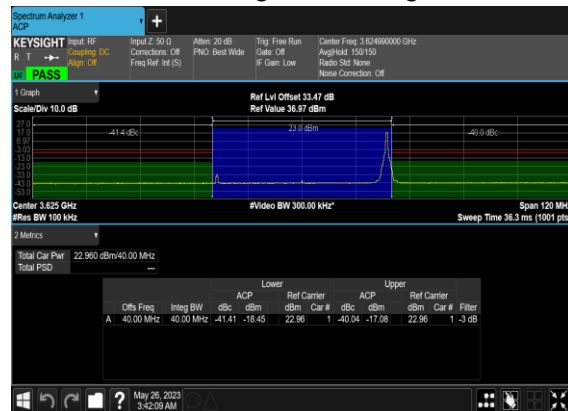 Spectrum Analyzer 1
ACP
+
KEYSIGHT Input: RF Input Z: 50 Ω Atten: 20 dB Trig: Free Run Center Freq: 3.624990000 GHz
R T Coupling: DC Corrections: Off PNO: Best Wide Gate: Off Avg|Hold: 150/150
Align: Off Freq Ref: Int (S) IF Gain: Low Radio Std: None
LW PASS Noise Correction: Off
1 Graph
Ref Lvl Offset 33.47 dB
Scale/Div 10.0 dB Ref Value 36.97 dBm
27.0
17.0 -41.4 dBc 23.0 dBm -40.0 dBc
6.97
-3.03
-13.0
-23.0
-33.0
-43.0
-53.0
Center 3.625 GHz #Video BW 300.00 kHz* Span 120 MH
#Res BW 100 kHz Sweep Time 36.3 ms (1001 pts
2 Metrics
Total Car Pwr 22.960 dBm/40.00 MHz
Total PSD ---
Lower Upper
ACP Ref Carrier ACP Ref Carrier
Offs Freq Integ BW dBc dBm dBm Car # dBc dBm dBm Car # Filter
A 40.00 MHz 40.00 MHz -41.41 -18.45 22.96 1 -40.04 -17.08 22.96 1 -3 dB
? May 26, 2023
3:42:09 AM